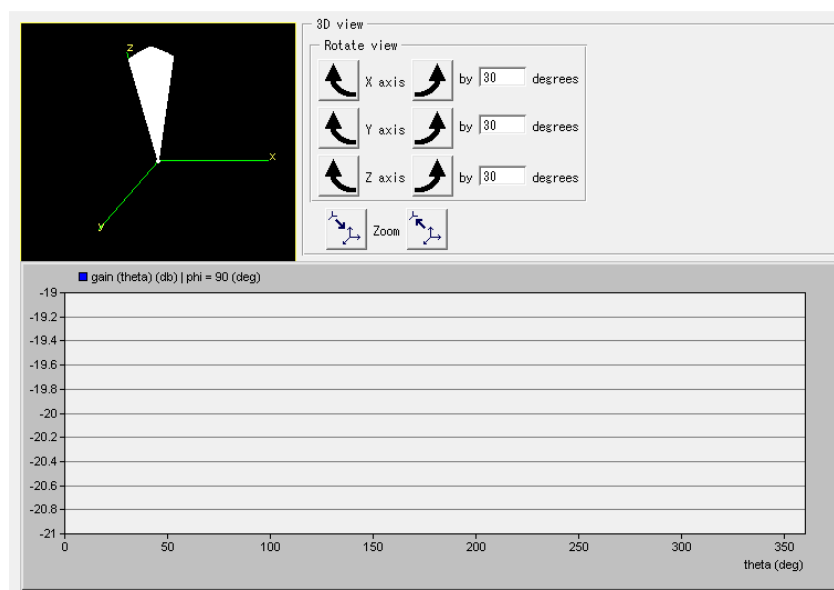 3D view
Rotate view
X axis by 30 degrees
Y axis by 30 degrees
Z axis by 30 degrees
Zoom
z
x
y
gain (theta) (db) | phi = 90 (deg)
-19
-19.2
-19.4
-19.6
-19.8
-20
-20.2
-20.4
-20.6
-20.8
-21
0 50 100 150 200 250 300 350
theta (deg)